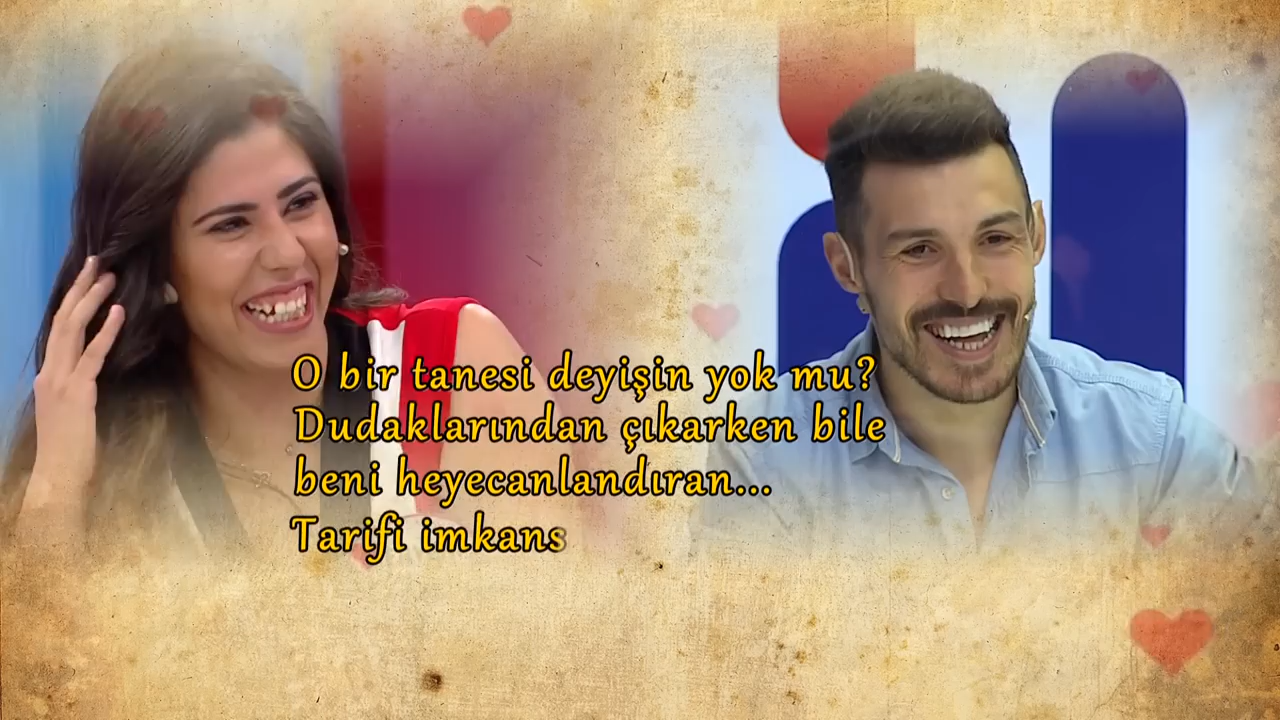 O bir tanesi deyişin yok mu?
Dudaklarından çıkarken bile
beni heyecanlandıran...
Tarifi imkans